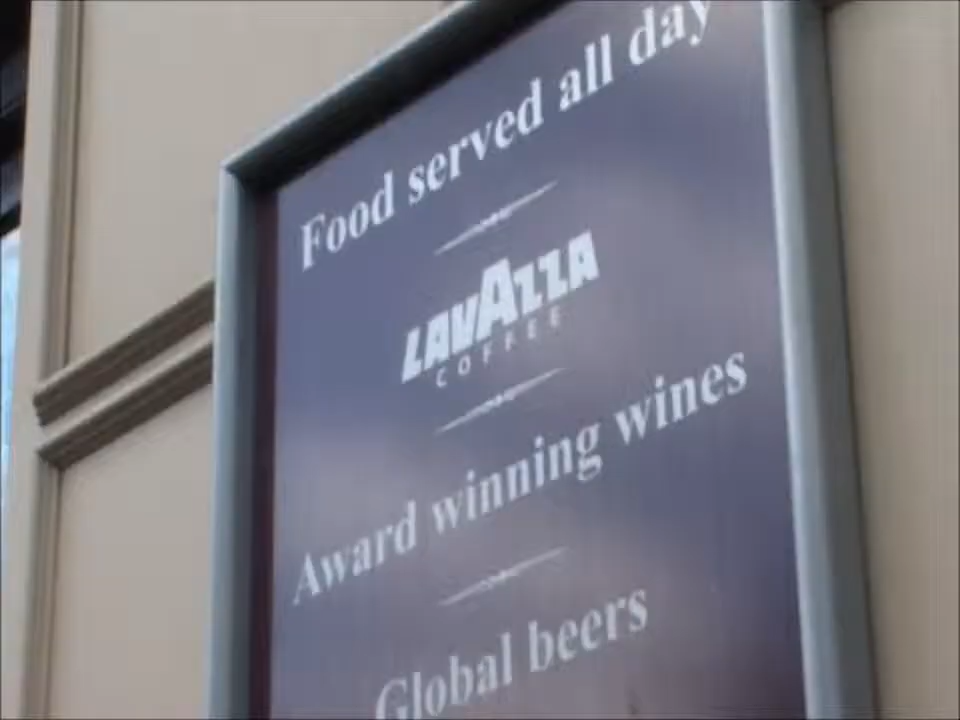 Food served all day
LAVAZZA
COFFEE
Award winning wines
Global beers